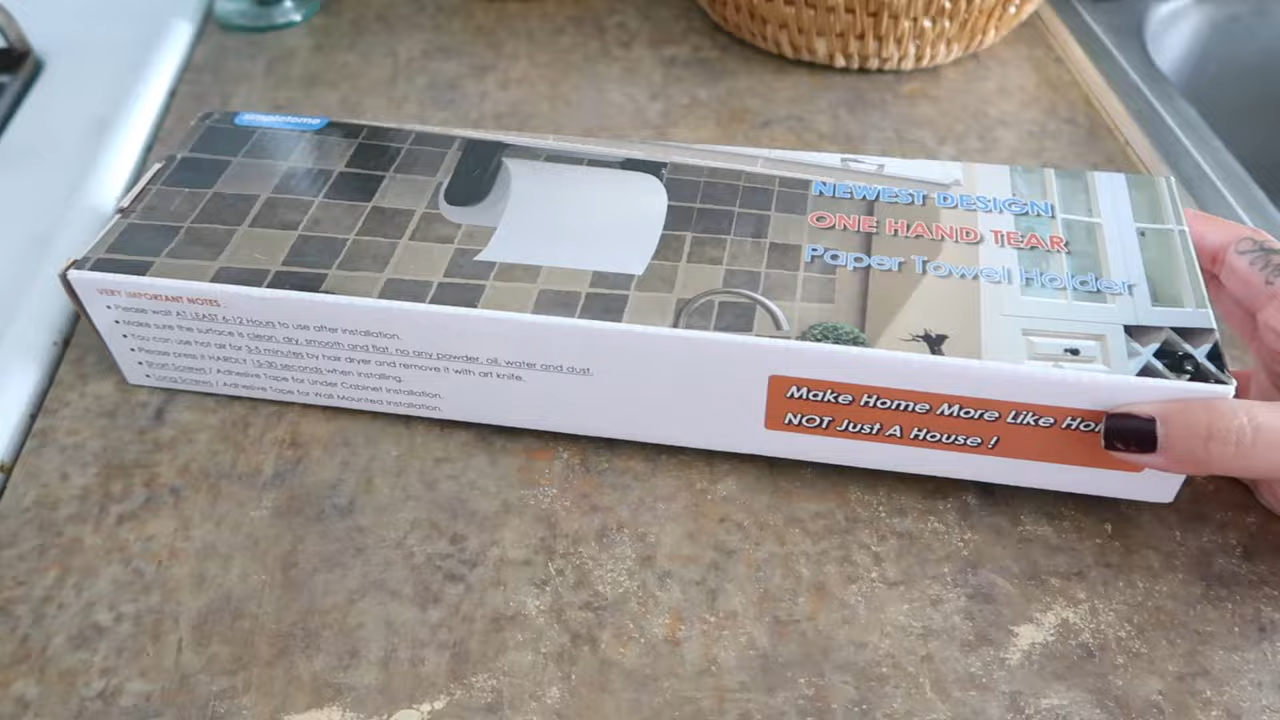 simpletome
NEWEST DESIGN
ONE HAND TEAR
Paper Towel Holder
VERY IMPORTANT NOTES :
• Please wait AT LEAST 6-12 Hours to use after installation.
• Make sure the surface is clean, dry, smooth and flat, no any powder, oil, water and dust.
• You can use hot air for 3-5 minutes by hair dryer and remove it with art knife.
• Please press it HARDLY 15-30 seconds when installing.
• Short Screws / Adhesive Tape for Under Cabinet Installation.
• Long Screws / Adhesive Tape for Wall Mounted Installation.
Make Home More Like Ho
NOT Just A House !